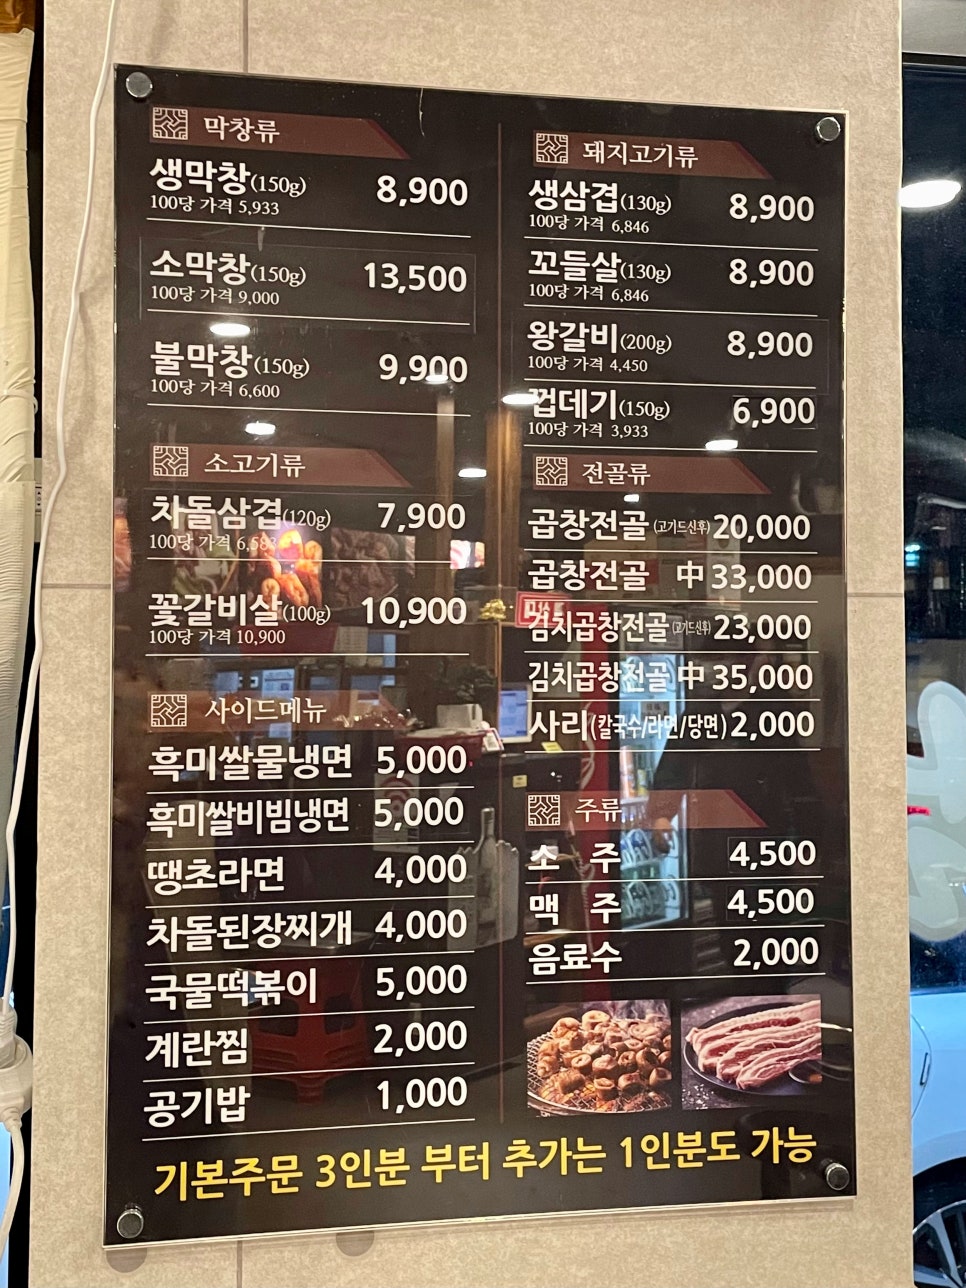 막창류
생막창(150g) 8,900
100당 가격 5,933
소막창(150g) 13,500
100당 가격 9,000
불막창(150g) 9,900
100당 가격 6,600
소고기류
차돌삼겹(120g) 7,900
100당 가격 6,583
꽃갈비살(100g) 10,900
100당 가격 10,900
사이드메뉴
흑미쌀물냉면 5,000
흑미쌀비빔냉면 5,000
땡초라면 4,000
차돌된장찌개 4,000
국물떡볶이 5,000
계란찜 2,000
공기밥 1,000
돼지고기류
생삼겹(130g) 8,900
100당 가격 6,846
꼬들살(130g) 8,900
100당 가격 6,846
왕갈비(200g) 8,900
100당 가격 4,450
껍데기(150g) 6,900
100당 가격 3,933
전골류
곱창전골 (고기드신후) 20,000
곱창전골 中 33,000
김치곱창전골 (고기드신후) 23,000
김치곱창전골 中 35,000
사리(칼국수/라면/당면) 2,000
주류
소 주 4,500
맥 주 4,500
음료수 2,000
기본주문 3인분 부터 추가는 1인분도 가능